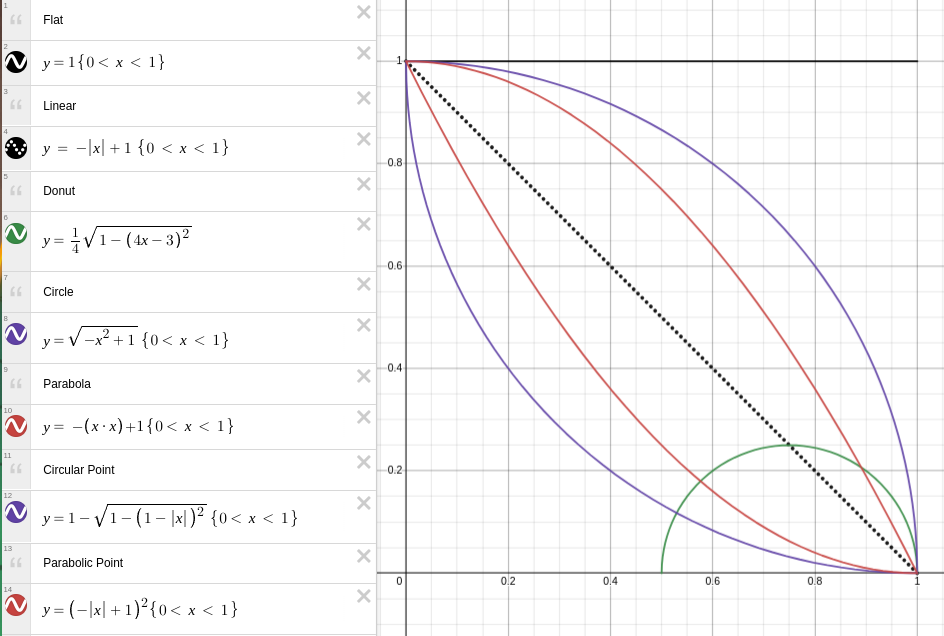 1
Flat
2
y = 1{0 < x < 1}
3
Linear
4
y = −|x| + 1 {0 < x < 1}
5
Donut
6
y = 1/4 √(1 − (4x − 3)²)
7
Circle
8
y = √(−x² + 1) {0 < x < 1}
9
Parabola
10
y = −(x · x) + 1{0 < x < 1}
11
Circular Point
12
y = 1 − √(1 − (1 − |x|)²) {0 < x < 1}
13
Parabolic Point
14
y = (−|x| + 1)²{0 < x < 1}
1
0.8
0.6
0.4
0.2
0 0.2 0.4 0.6 0.8 1